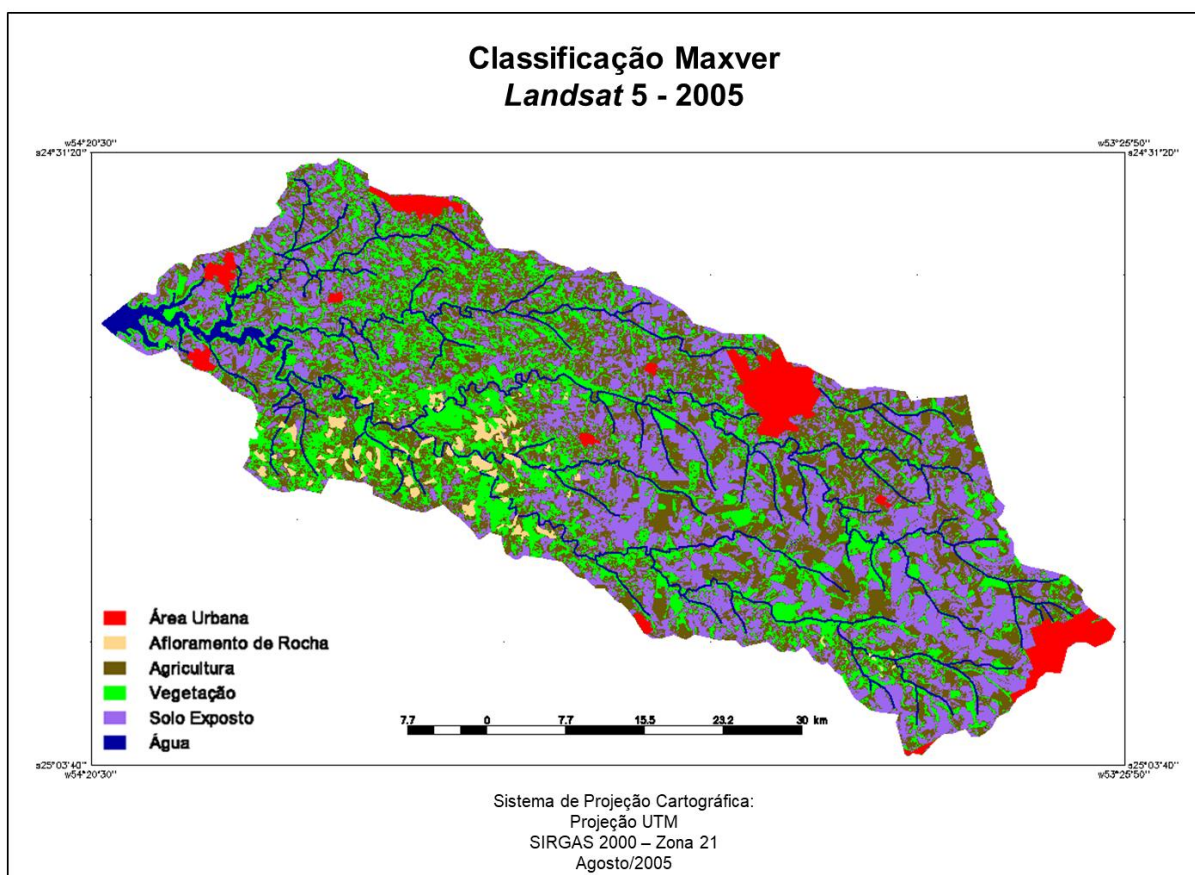 Classificação Maxver
Landsat 5 - 2005
w54°20'30'' w53°25'50''
s24°31'20'' s24°31'20''
Área Urbana
Afloramento de Rocha
Agricultura
Vegetação
Solo Exposto
Água
7.7 0 7.7 15.5 23.2 30 km
s25°03'40'' s25°03'40''
w54°20'30'' w53°25'50''
Sistema de Projeção Cartográfica:
Projeção UTM
SIRGAS 2000 – Zona 21
Agosto/2005